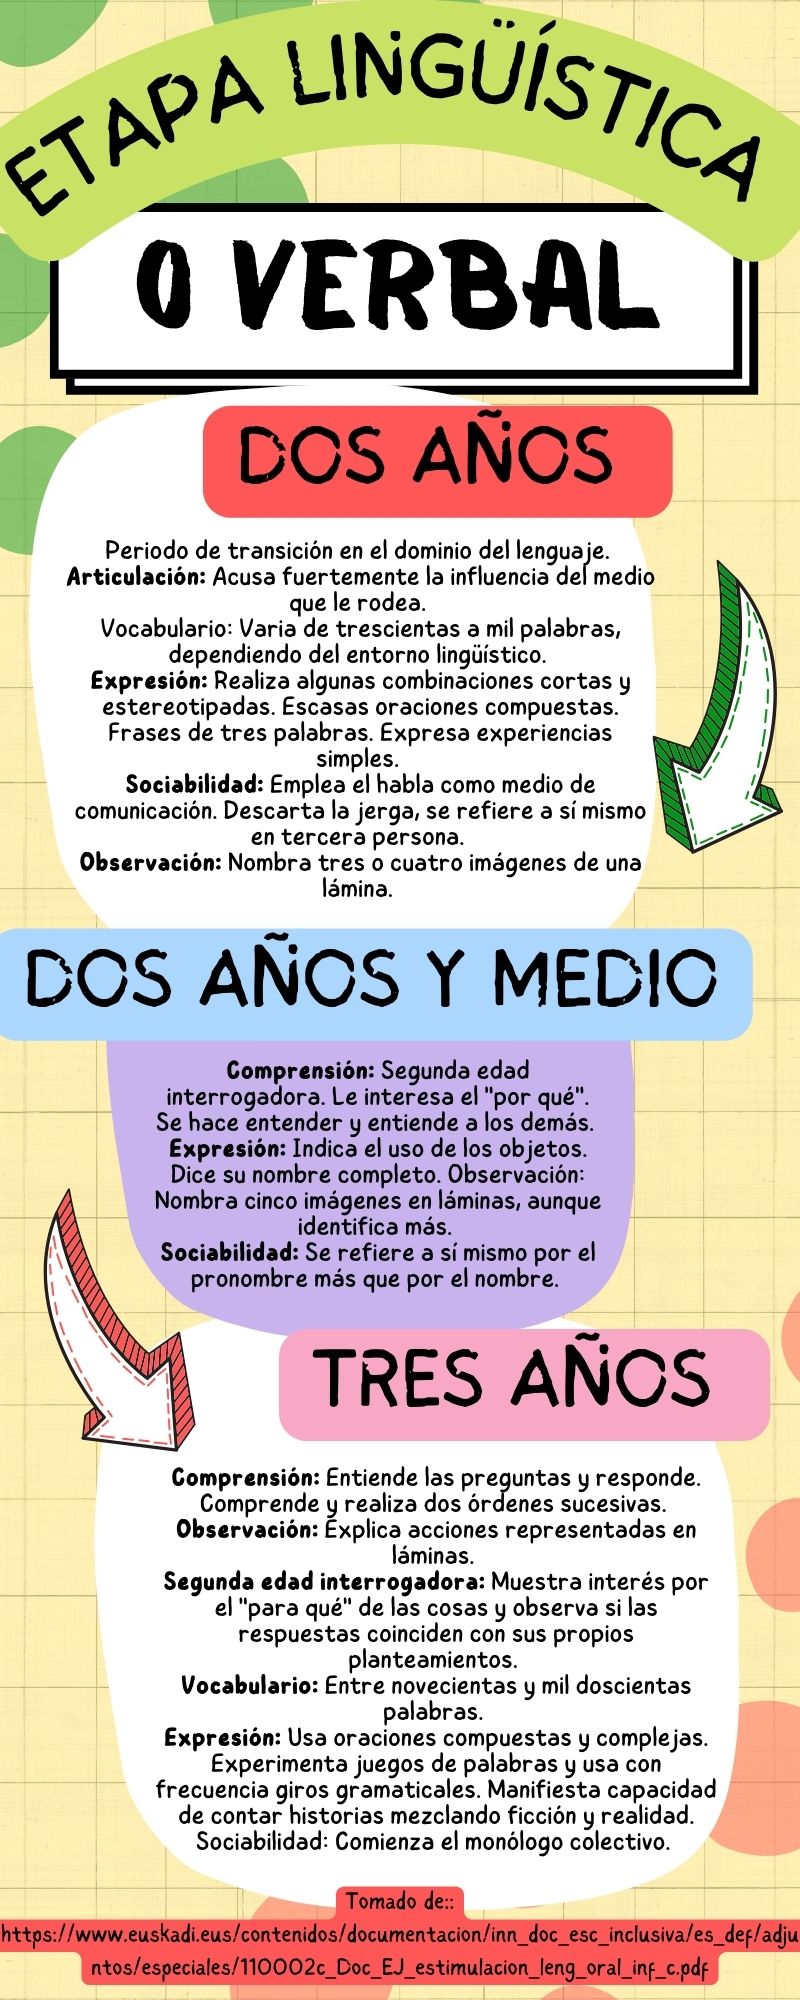 ETAPA LINGÜÍSTICA
O VERBAL
DOS AÑOS
Periodo de transición en el dominio del lenguaje.
Articulación: Acusa fuertemente la influencia del medio
que le rodea.
Vocabulario: Varia de trescientas a mil palabras,
dependiendo del entorno lingüístico.
Expresión: Realiza algunas combinaciones cortas y
estereotipadas. Escasas oraciones compuestas.
Frases de tres palabras. Expresa experiencias
simples.
Sociabilidad: Emplea el habla como medio de
comunicación. Descarta la jerga, se refiere a sí mismo
en tercera persona.
Observación: Nombra tres o cuatro imágenes de una
lámina.
DOS AÑOS Y MEDIO
Comprensión: Segunda edad
interrogadora. Le interesa el "por qué".
Se hace entender y entiende a los demás.
Expresión: Indica el uso de los objetos.
Dice su nombre completo. Observación:
Nombra cinco imágenes en láminas, aunque
identifica más.
Sociabilidad: Se refiere a sí mismo por el
pronombre más que por el nombre.
TRES AÑOS
Comprensión: Entiende las preguntas y responde.
Comprende y realiza dos órdenes sucesivas.
Observación: Explica acciones representadas en
láminas.
Segunda edad interrogadora: Muestra interés por
el "para qué" de las cosas y observa si las
respuestas coinciden con sus propios
planteamientos.
Vocabulario: Entre novecientas y mil doscientas
palabras.
Expresión: Usa oraciones compuestas y complejas.
Experimenta juegos de palabras y usa con
frecuencia giros gramaticales. Manifiesta capacidad
de contar historias mezclando ficción y realidad.
Sociabilidad: Comienza el monólogo colectivo.
Tomado de::
https://www.euskadi.eus/contenidos/documentacion/inn_doc_esc_inclusiva/es_def/adju
ntos/especiales/110002c_Doc_EJ_estimulacion_leng_oral_inf_c.pdf